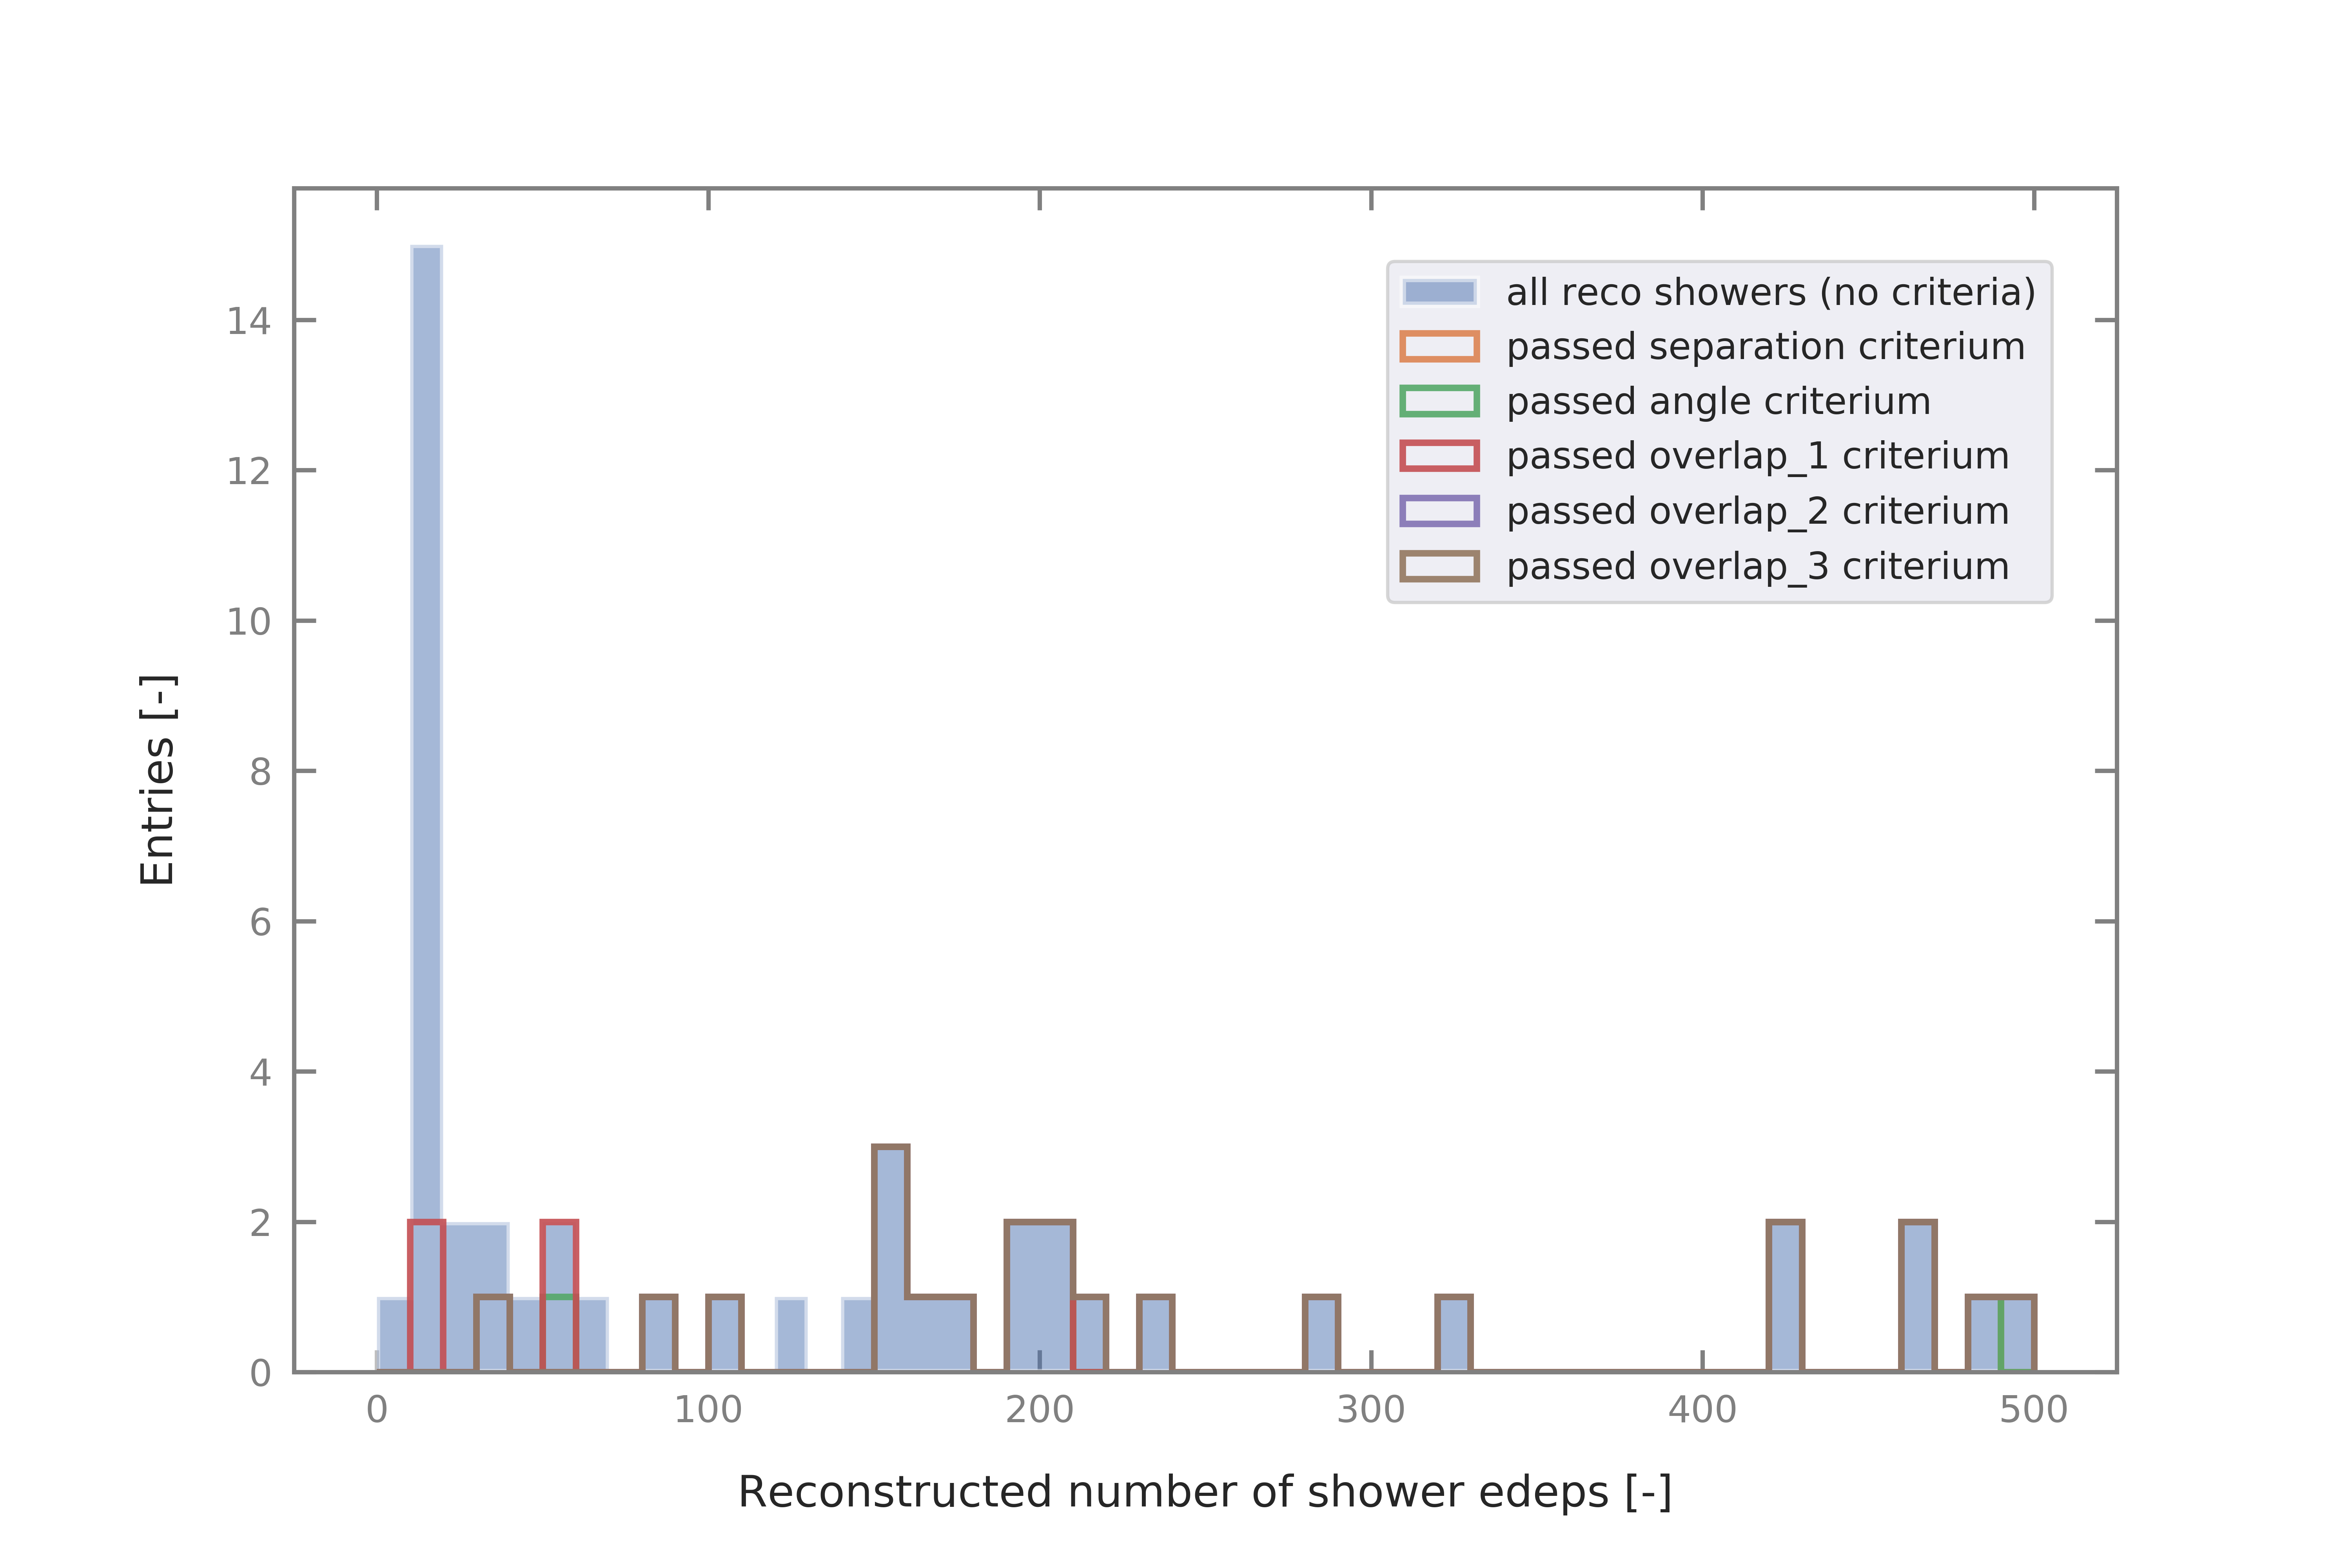 all reco showers (no criteria)
passed separation criterium
passed angle criterium
passed overlap_1 criterium
passed overlap_2 criterium
passed overlap_3 criterium
14
12
10
8
6
4
2
0
Entries [-]
0 100 200 300 400 500
Reconstructed number of shower edeps [-]